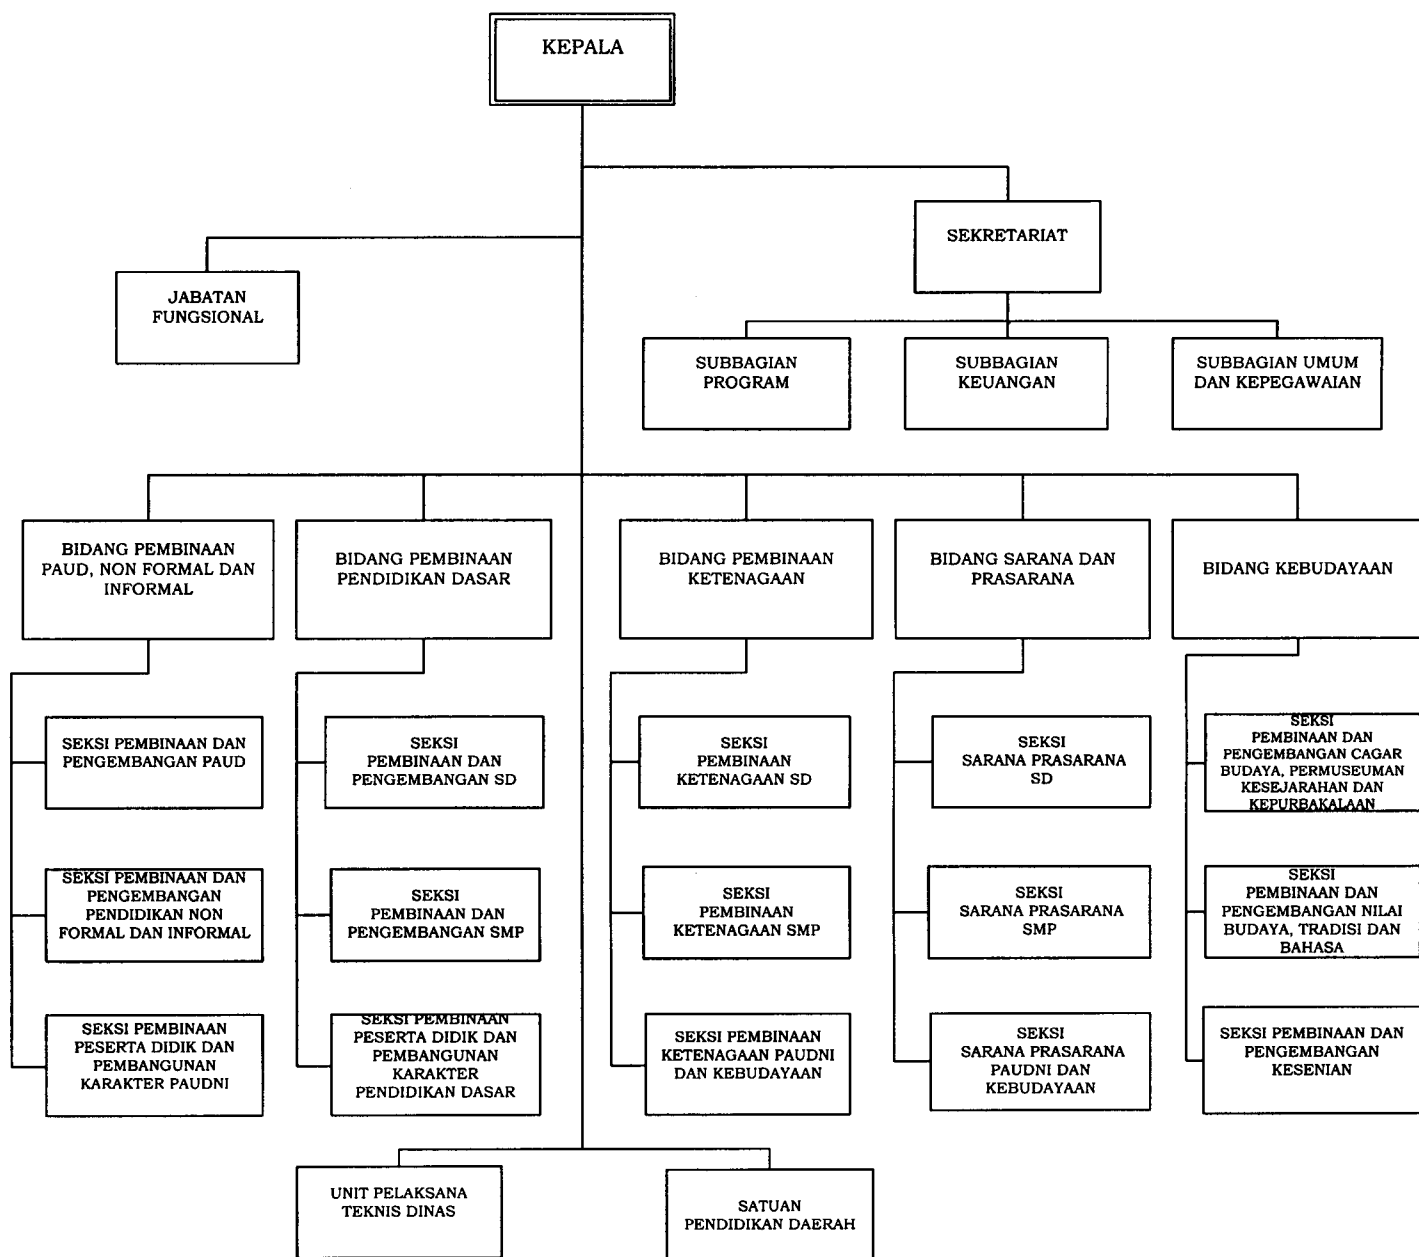 KEPALA
SEKRETARIAT
JABATAN
FUNGSIONAL
SUBBAGIAN
PROGRAM
SUBBAGIAN
KEUANGAN
SUBBAGIAN UMUM
DAN KEPEGAWAIAN
BIDANG PEMBINAAN
PAUD, NON FORMAL DAN
INFORMAL
BIDANG PEMBINAAN
PENDIDIKAN DASAR
BIDANG PEMBINAAN
KETENAGAAN
BIDANG SARANA DAN
PRASARANA
BIDANG KEBUDAYAAN
SEKSI PEMBINAAN DAN
PENGEMBANGAN PAUD
SEKSI
PEMBINAAN DAN
PENGEMBANGAN SD
SEKSI
PEMBINAAN
KETENAGAAN SD
SEKSI
SARANA PRASARANA
SD
SEKSI
PEMBINAAN DAN
PENGEMBANGAN CAGAR
BUDAYA, PERMUSEUMAN
KESEJARAHAN DAN
KEPURBAKALAAN
SEKSI PEMBINAAN DAN
PENGEMBANGAN
PENDIDIKAN NON
FORMAL DAN INFORMAL
SEKSI
PEMBINAAN DAN
PENGEMBANGAN SMP
SEKSI
PEMBINAAN
KETENAGAAN SMP
SEKSI
SARANA PRASARANA
SMP
SEKSI
PEMBINAAN DAN
PENGEMBANGAN NILAI
BUDAYA, TRADISI DAN
BAHASA
SEKSI PEMBINAAN
PESERTA DIDIK DAN
PEMBANGUNAN
KARAKTER PAUDNI
SEKSI PEMBINAAN
PESERTA DIDIK DAN
PEMBANGUNAN
KARAKTER
PENDIDIKAN DASAR
SEKSI PEMBINAAN
KETENAGAAN PAUDNI
DAN KEBUDAYAAN
SEKSI
SARANA PRASARANA
PAUDNI DAN
KEBUDAYAAN
SEKSI PEMBINAAN DAN
PENGEMBANGAN
KESENIAN
UNIT PELAKSANA
TEKNIS DINAS
SATUAN
PENDIDIKAN DAERAH